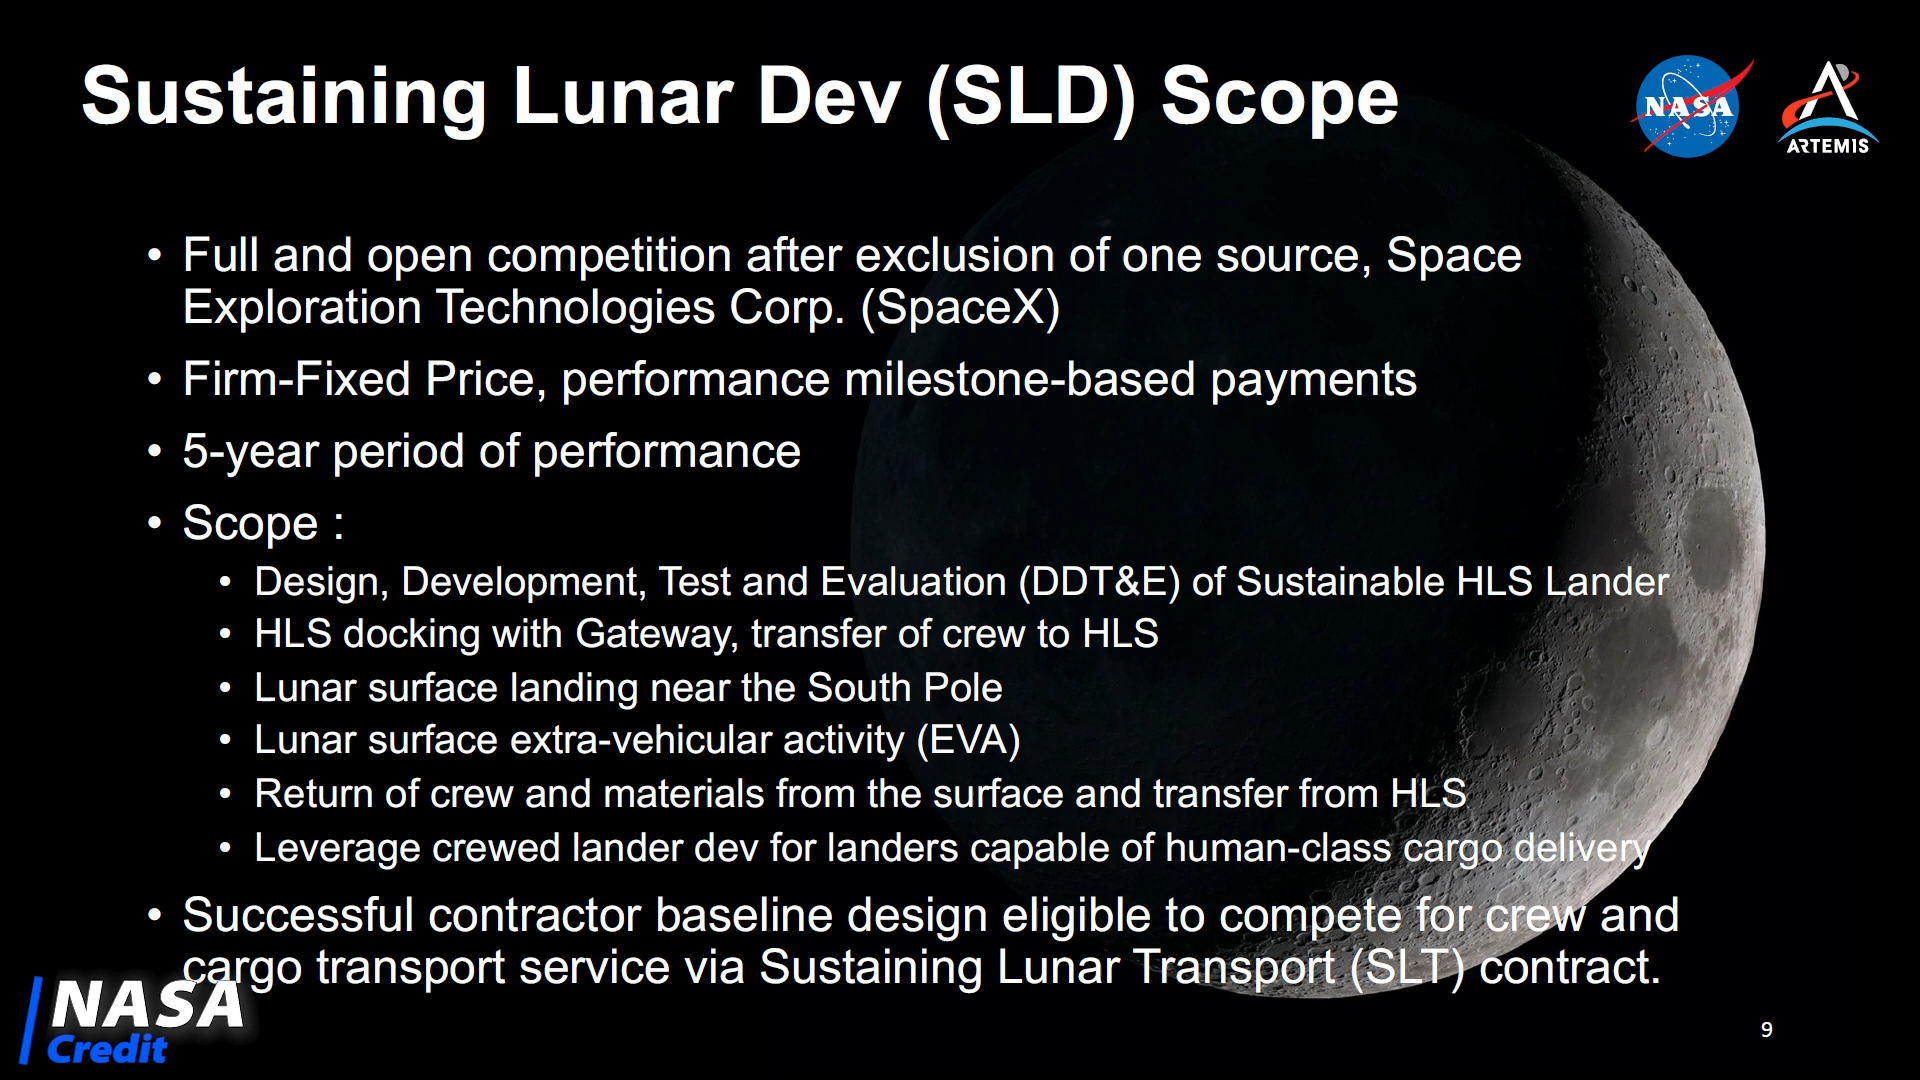 Sustaining Lunar Dev (SLD) Scope
NASA
ARTEMIS
• Full and open competition after exclusion of one source, Space
Exploration Technologies Corp. (SpaceX)
• Firm-Fixed Price, performance milestone-based payments
• 5-year period of performance
• Scope :
• Design, Development, Test and Evaluation (DDT&E) of Sustainable HLS Lander
• HLS docking with Gateway, transfer of crew to HLS
• Lunar surface landing near the South Pole
• Lunar surface extra-vehicular activity (EVA)
• Return of crew and materials from the surface and transfer from HLS
• Leverage crewed lander dev for landers capable of human-class cargo delivery
• Successful contractor baseline design eligible to compete for crew and
cargo transport service via Sustaining Lunar Transport (SLT) contract.
NASA
Credit
9